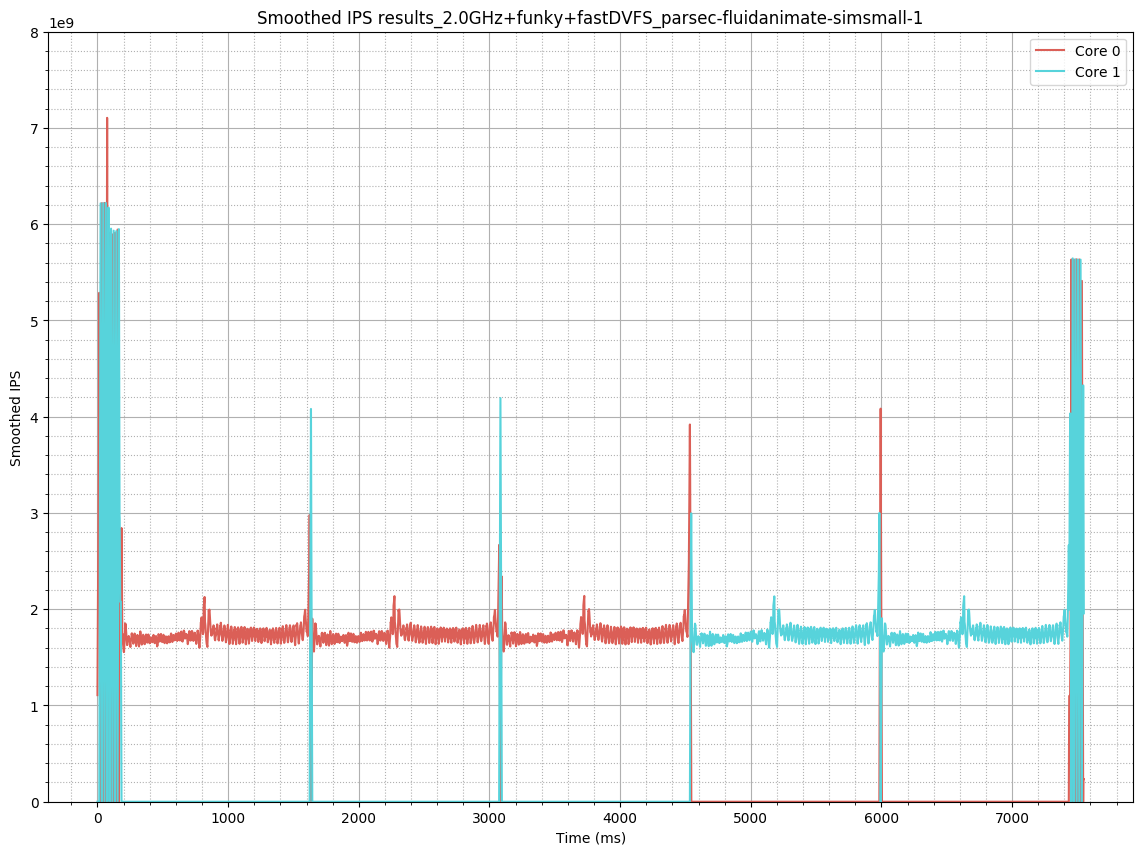 Smoothed IPS results_2.0GHz+funky+fastDVFS_parsec-fluidanimate-simsmall-1
1e9
Core 0
Core 1
8
7
6
5
4
3
2
1
0
Smoothed IPS
0 1000 2000 3000 4000 5000 6000 7000
Time (ms)